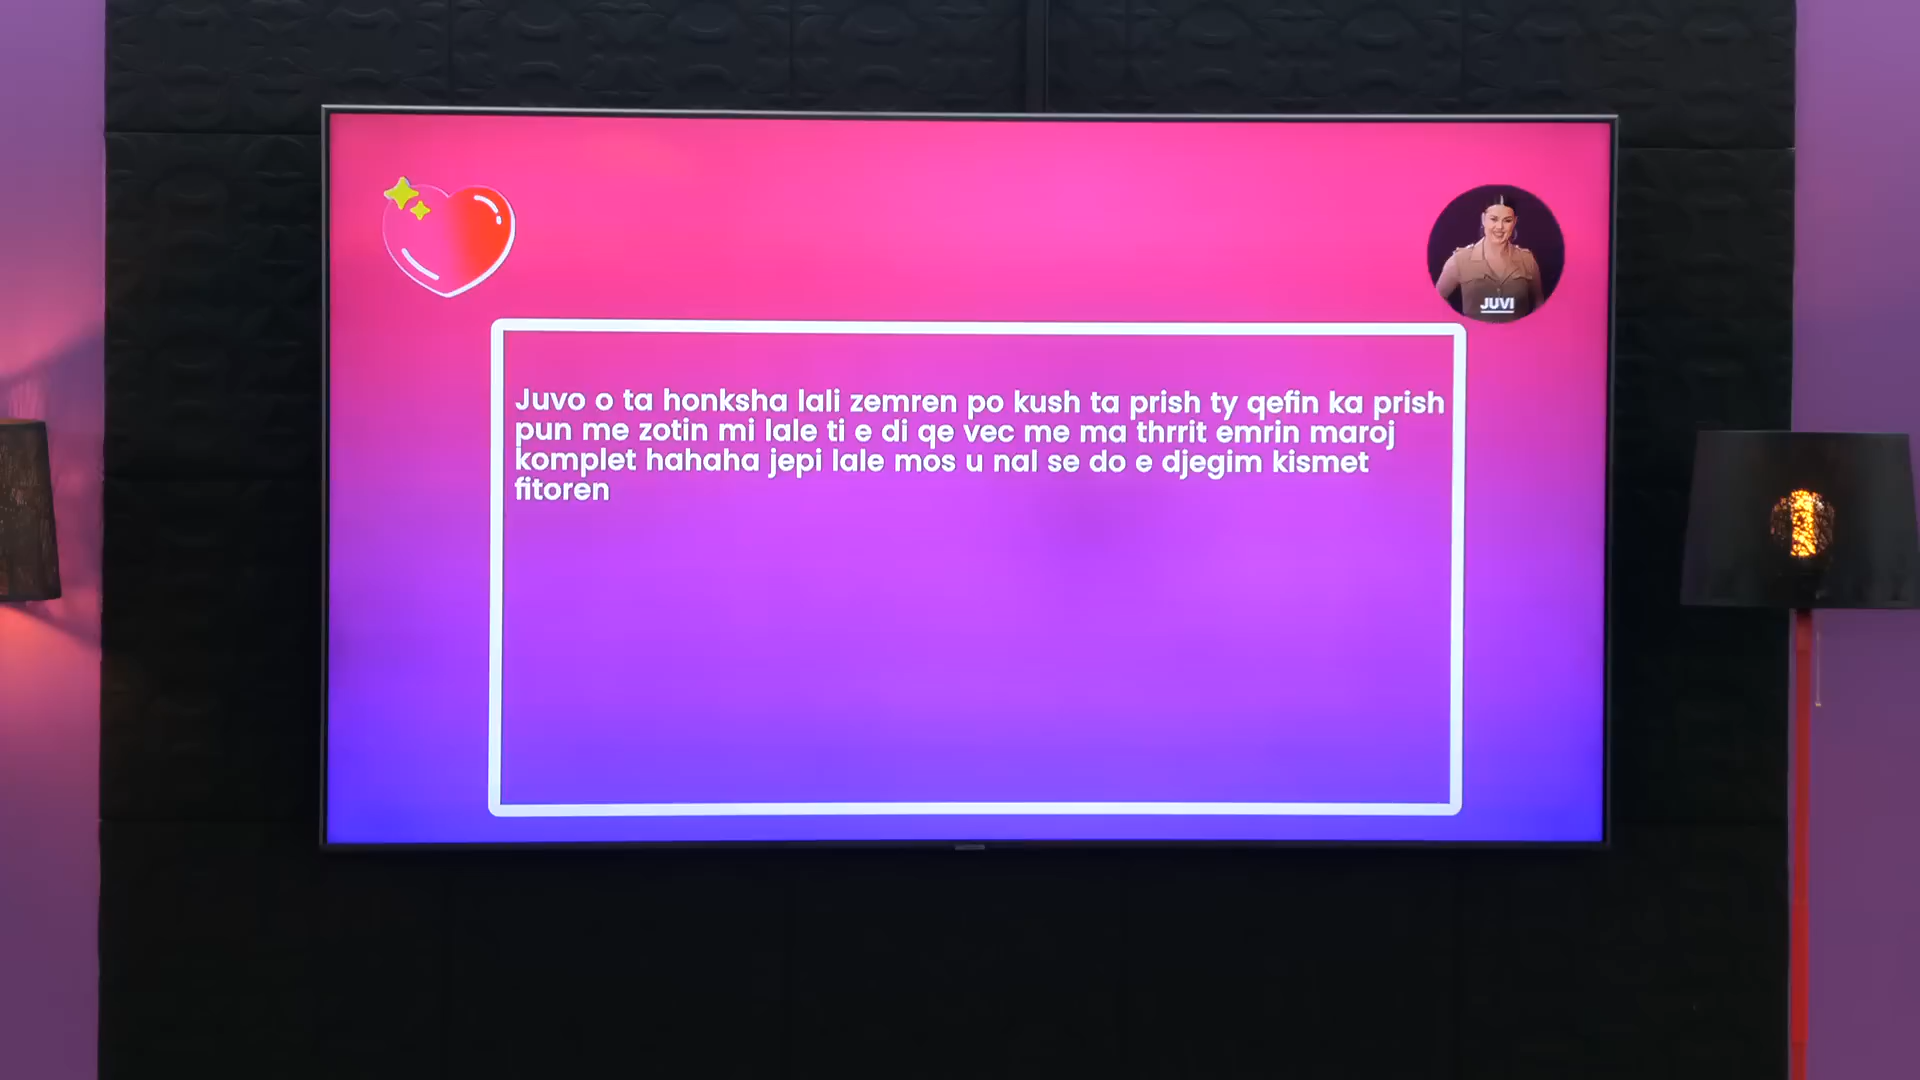 JUVI
Juvo o ta honksha lali zemren po kush ta prish ty qefin ka prish
pun me zotin mi lale ti e di qe vec me ma thrrit emrin maroj
komplet hahaha jepi lale mos u nal se do e djegim kismet
fitoren